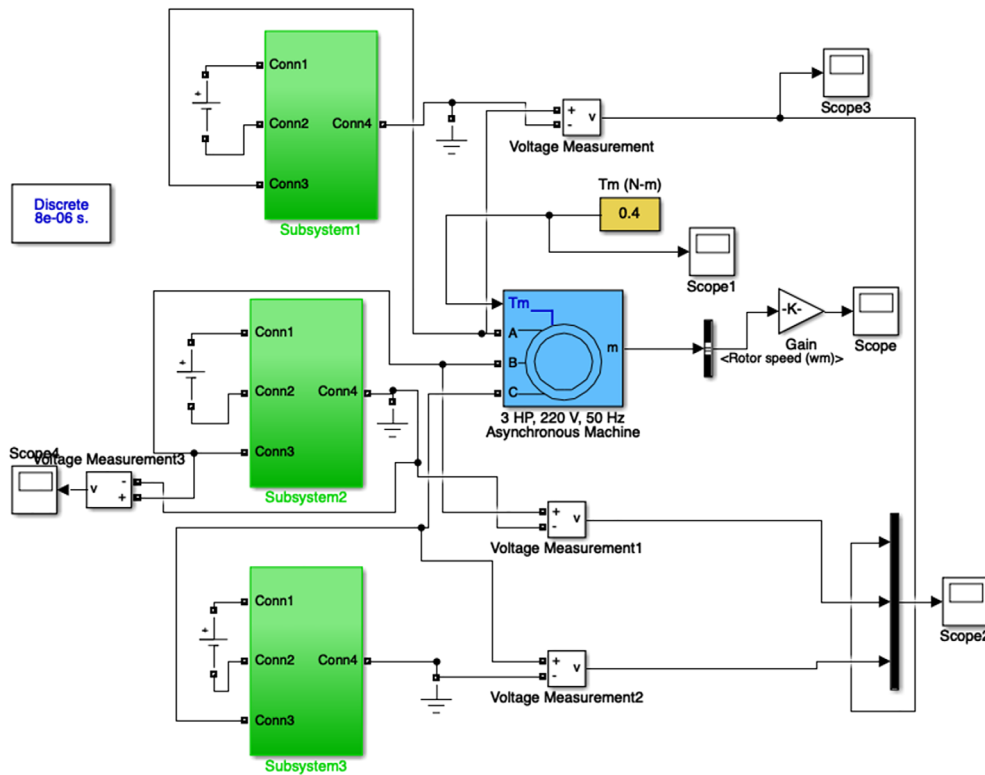 Conn1
Conn2
Conn3
Conn4
Subsystem1
+
+
-
v
Voltage Measurement
Scope3
Discrete
8e-06 s.
Tm (N-m)
0.4
Scope1
Tm
A
B
C
m
3 HP, 220 V, 50 Hz
Asynchronous Machine
-K-
Gain
<Rotor speed (wm)>
Scope
Conn1
Conn2
Conn3
Conn4
Subsystem2
+
Scope4
Voltage Measurement3
v
-
+
+
-
v
Voltage Measurement1
Scope2
Conn1
Conn2
Conn3
Conn4
Subsystem3
+
+
-
v
Voltage Measurement2